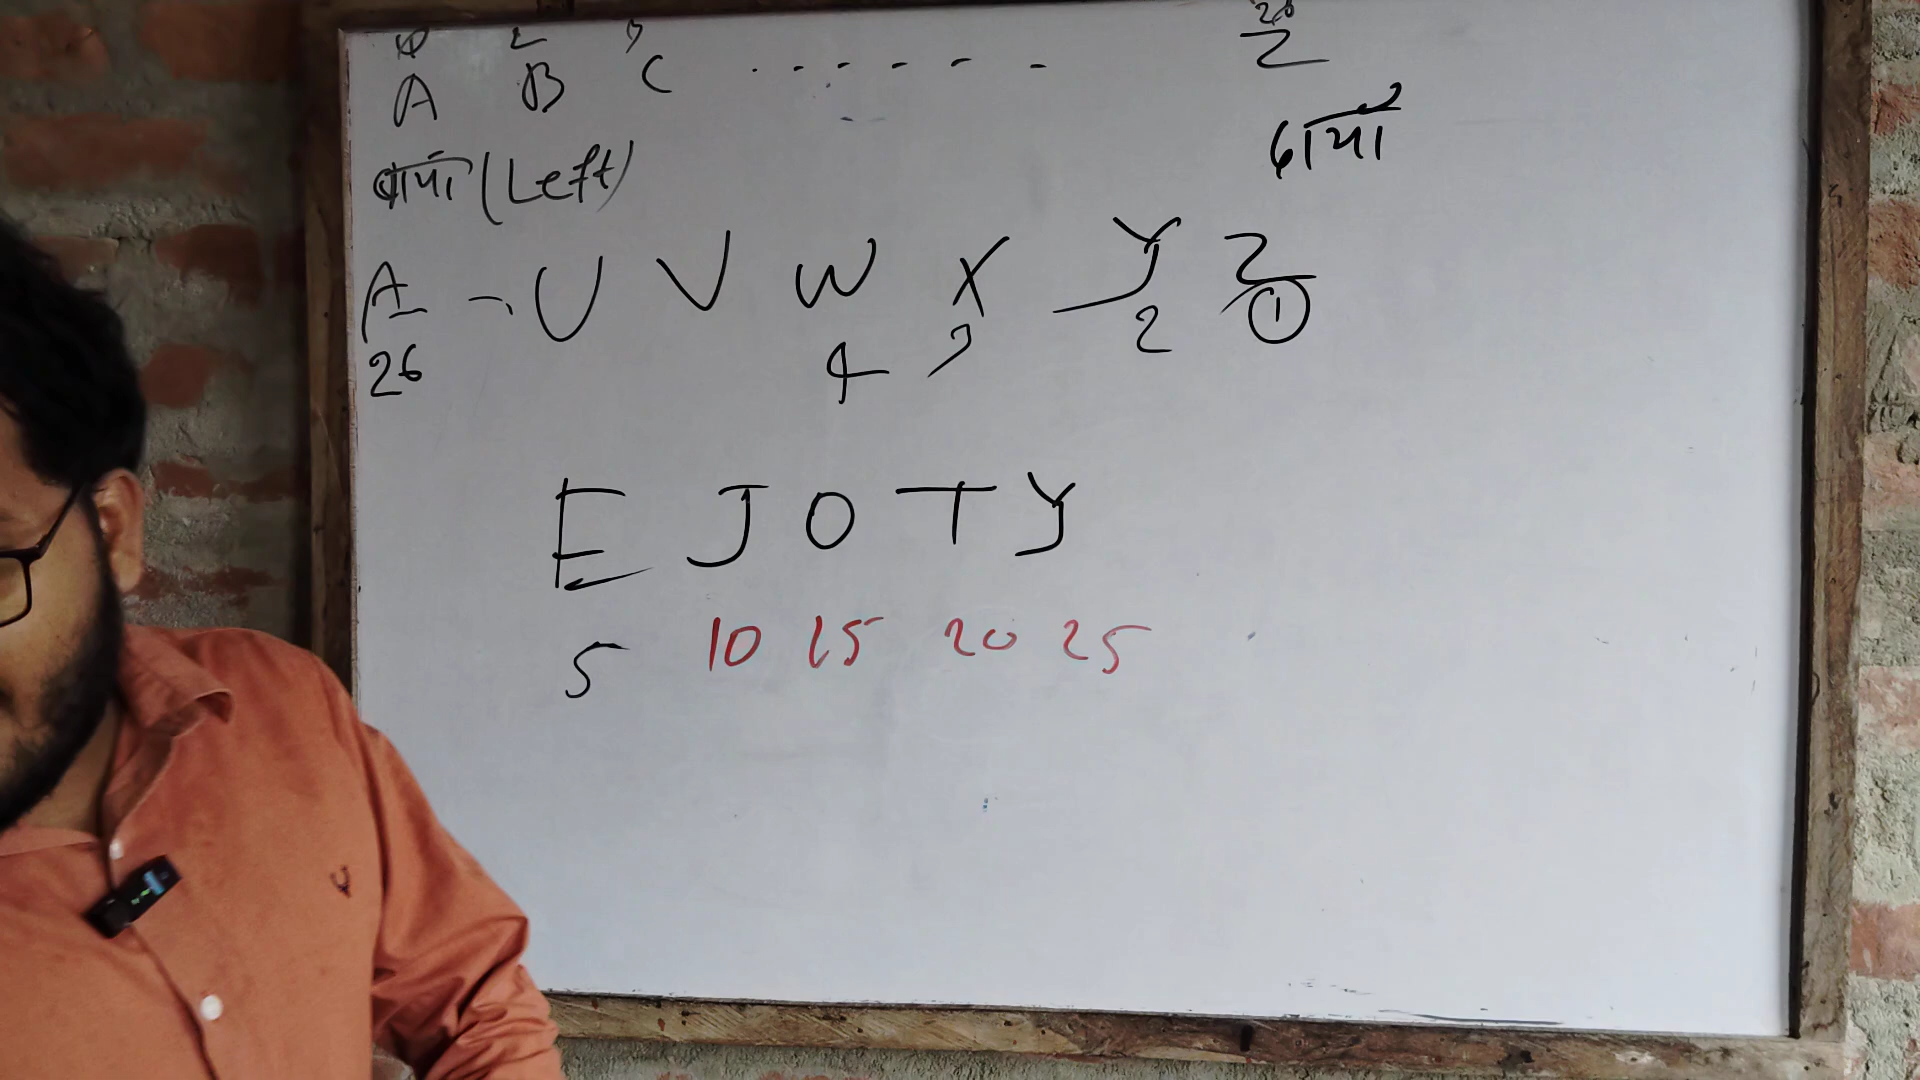 1 2 3 26
A B C . - - - - - Z
बायां (Left) दायां
A - . U V W X Y Z
26 4 3 2 1
E J O T Y
5 10 15 20 25